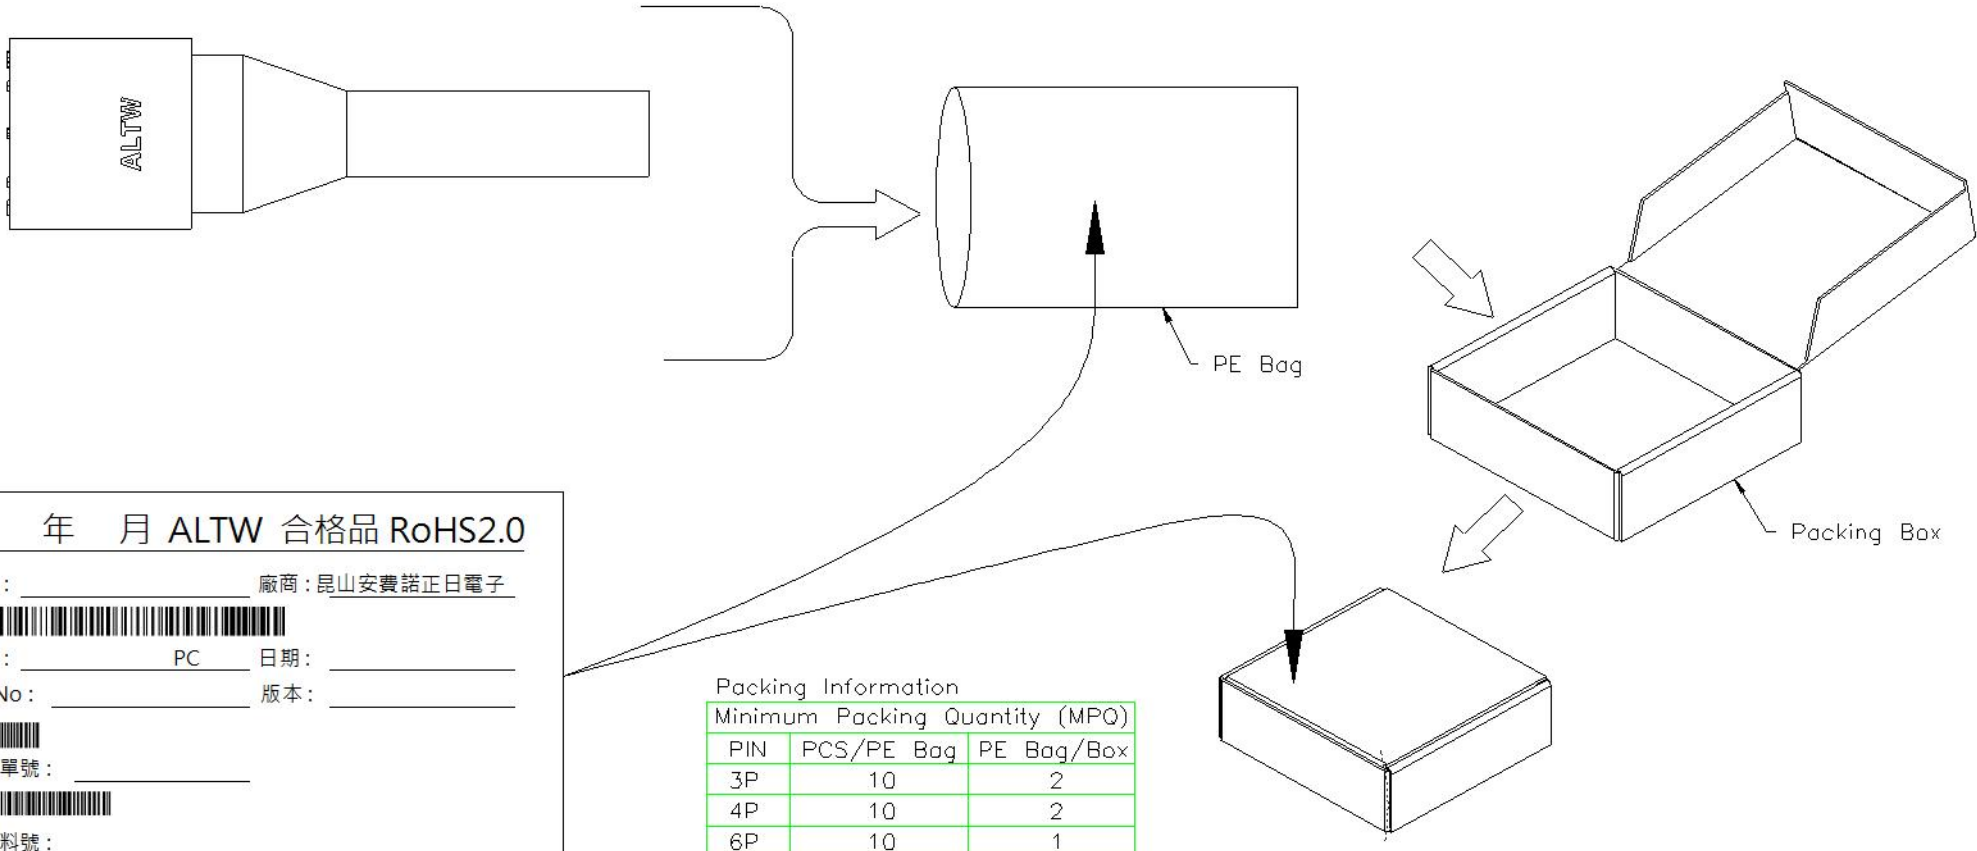 ALTW
PE Bag
Packing Box
年 月 ALTW 合格品 RoHS2.0
: 廠商：昆山安費諾正日電子
: PC 日期：
No： 版本：
單號：
料號：
Packing Information
Minimum Packing Quantity (MPQ)
PIN PCS/PE Bag PE Bag/Box
3P 10 2
4P 10 2
6P 10 1